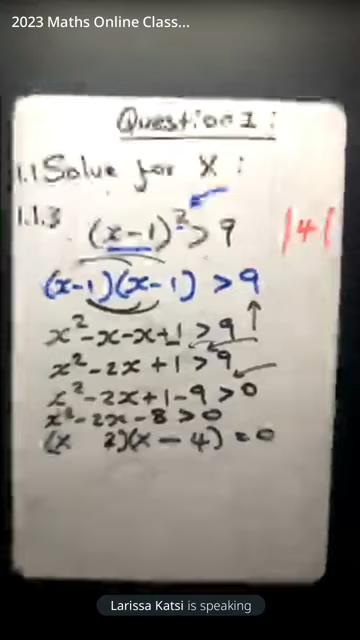 2023 Maths Online Class...
Question 1:
1.1 Solve for X:
1.1.3
(x-1)² > 9 |4|
(x-1)(x-1) > 9
x²-x-x+1 > 9
x²-2x+1 > 9
x²-2x+1-9 > 0
x²-2x-8 > 0
(x 2)(x-4) = 0
Larissa Katsi is speaking